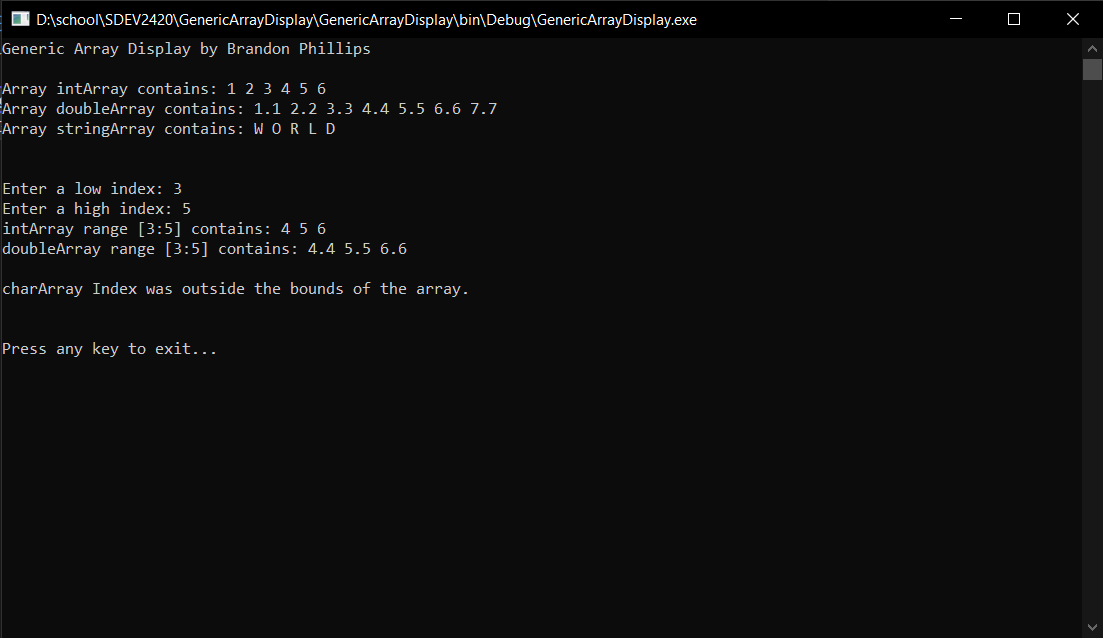 D:\school\SDEV2420\GenericArrayDisplay\GenericArrayDisplay\bin\Debug\GenericArrayDisplay.exe
Generic Array Display by Brandon Phillips
Array intArray contains: 1 2 3 4 5 6
Array doubleArray contains: 1.1 2.2 3.3 4.4 5.5 6.6 7.7
Array stringArray contains: W O R L D
Enter a low index: 3
Enter a high index: 5
intArray range [3:5] contains: 4 5 6
doubleArray range [3:5] contains: 4.4 5.5 6.6
charArray Index was outside the bounds of the array.
Press any key to exit...